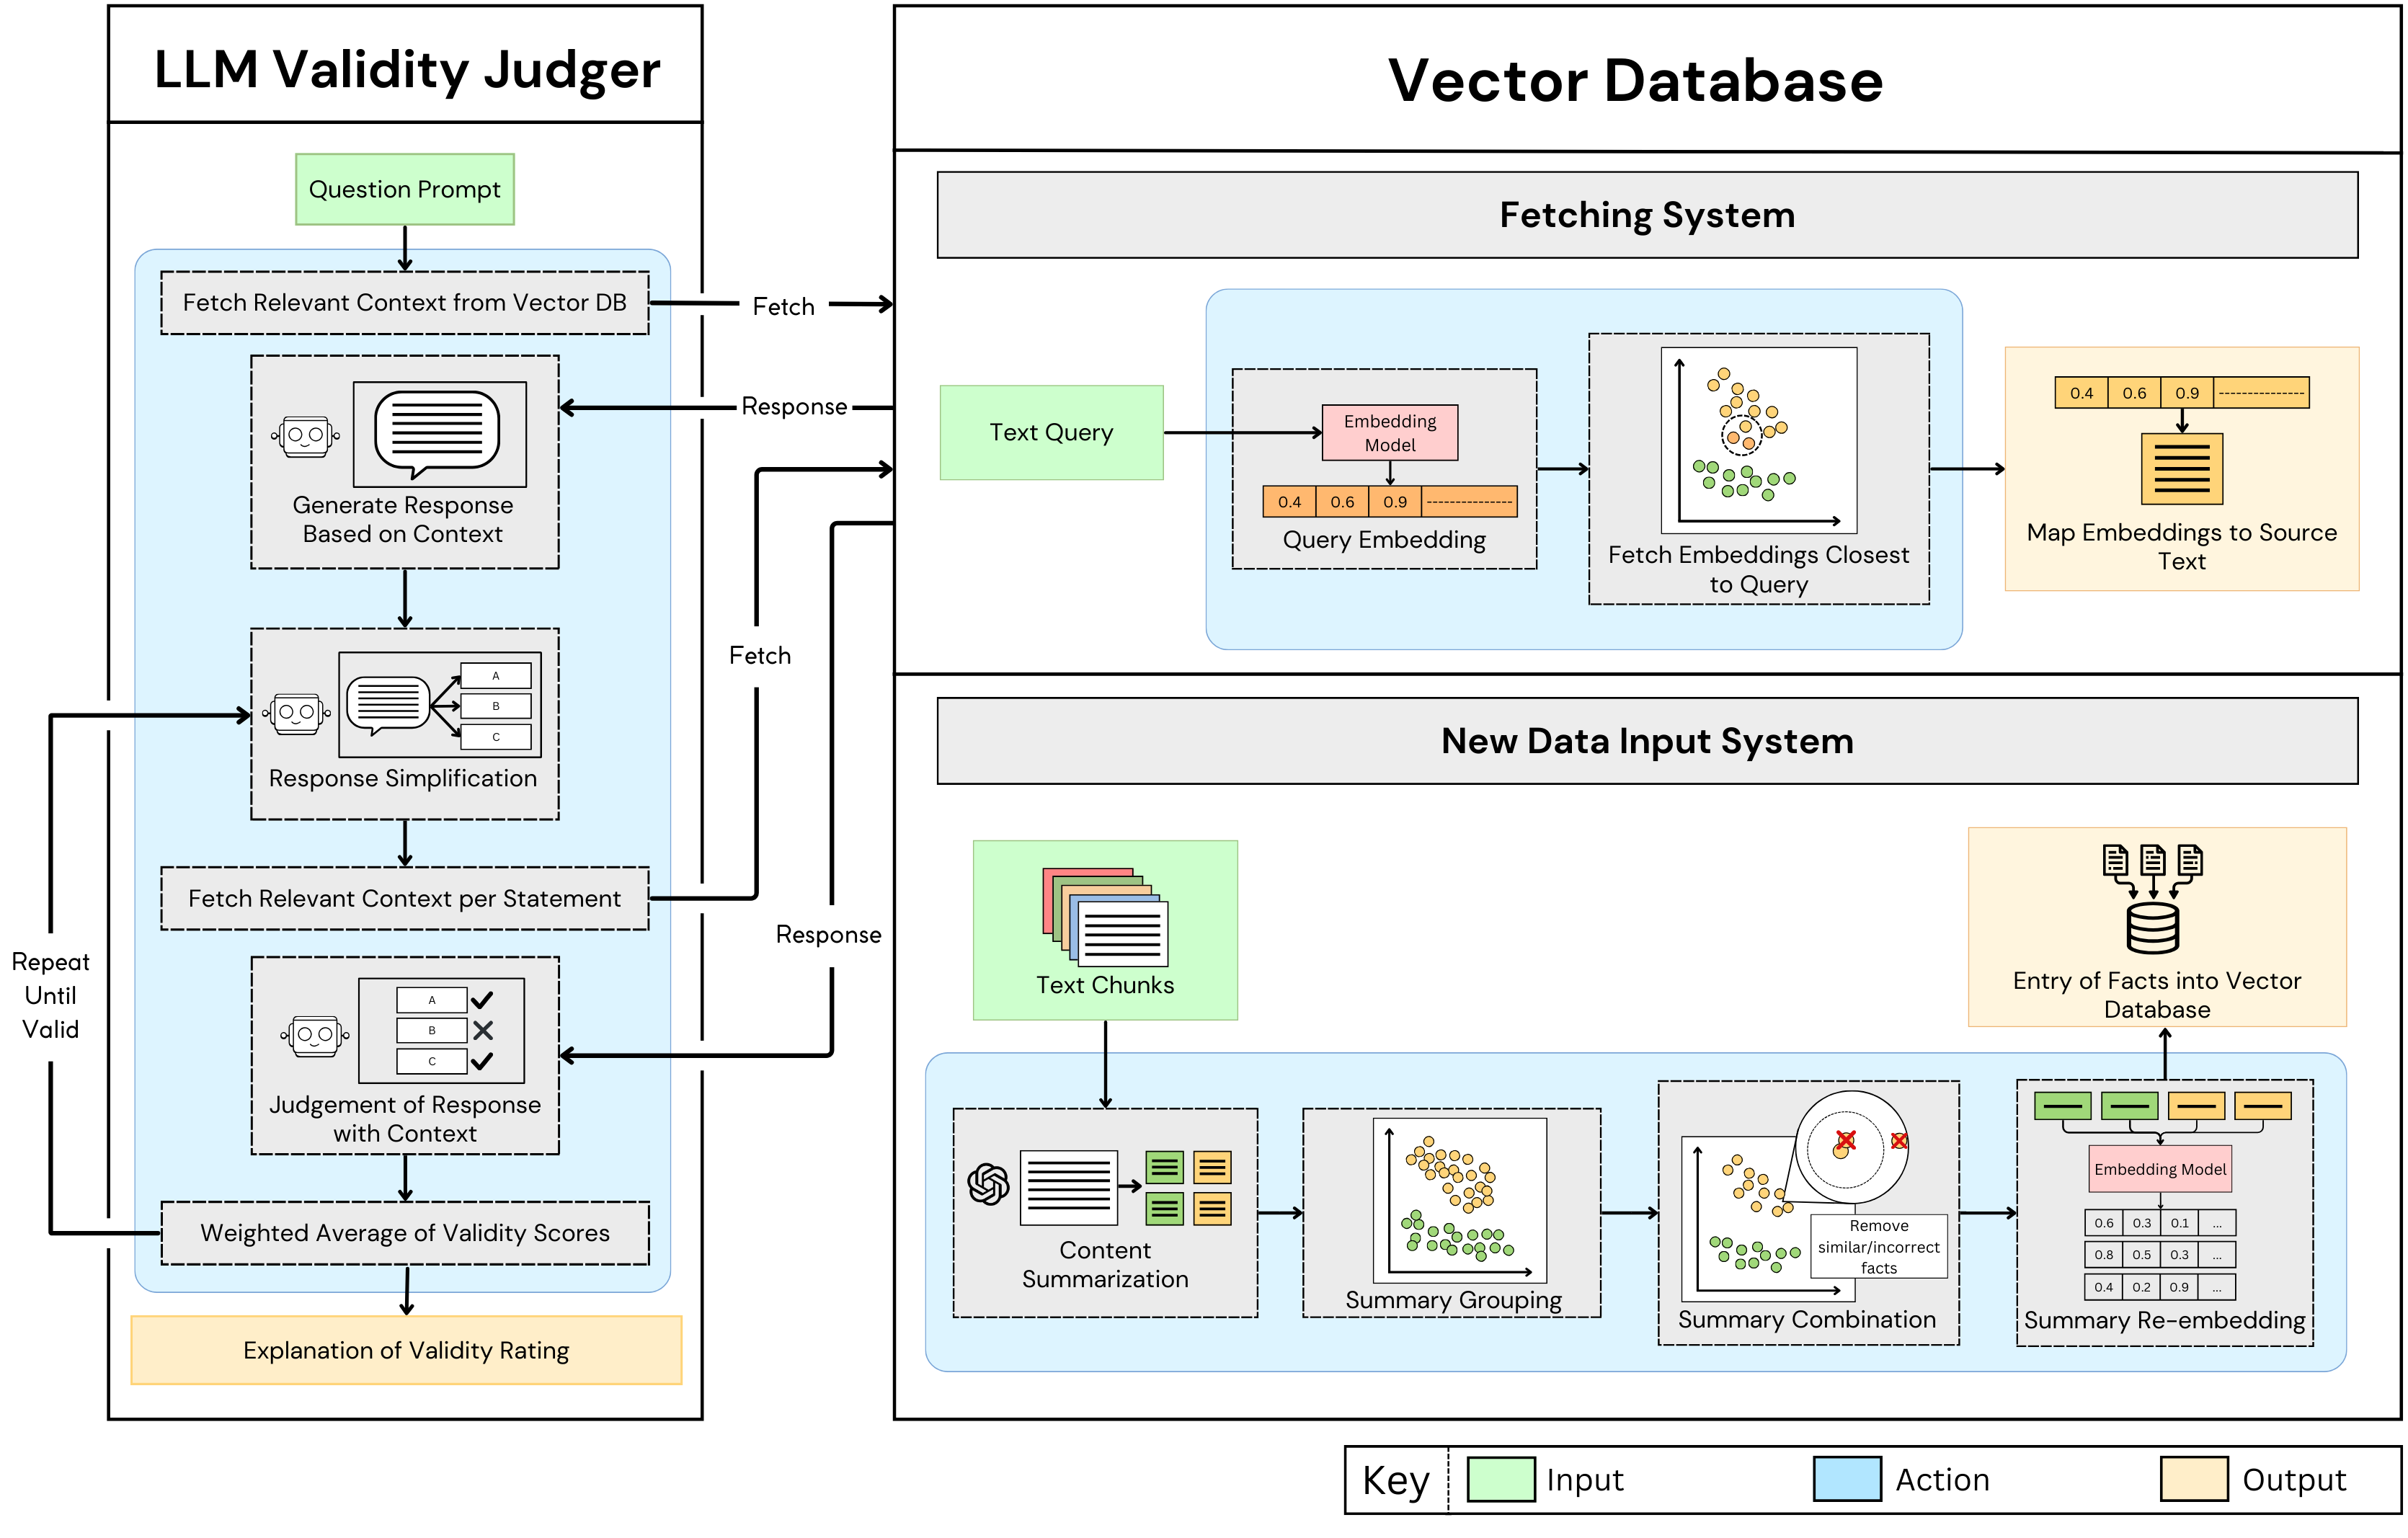 LLM Validity Judger
Question Prompt
Fetch Relevant Context from Vector DB
Generate Response
Based on Context
A
B
C
Response Simplification
Fetch Relevant Context per Statement
A
B
C
Judgement of Response
with Context
Weighted Average of Validity Scores
Explanation of Validity Rating
Repeat
Until
Valid
Fetch
Response
Fetch
Response
Vector Database
Fetching System
Text Query
Embedding
Model
0.4 0.6 0.9
Query Embedding
Fetch Embeddings Closest
to Query
0.4 0.6 0.9
Map Embeddings to Source
Text
New Data Input System
Text Chunks
Content
Summarization
Summary Grouping
Remove
similar/incorrect
facts
Summary Combination
Embedding Model
0.6 0.3 0.1 ...
0.8 0.5 0.3 ...
0.4 0.2 0.9 ...
Summary Re-embedding
Entry of Facts into Vector
Database
Key
Input
Action
Output